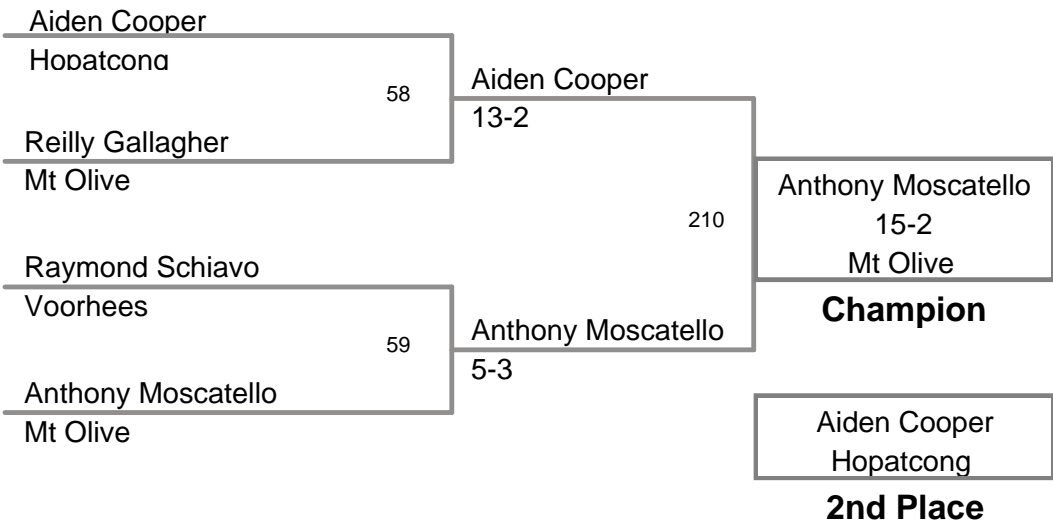 Aiden Cooper
Hopatcong
58
Reilly Gallagher
Mt Olive
Raymond Schiavo
Voorhees
59
Anthony Moscatello
Mt Olive
Aiden Cooper
13-2
210
Anthony Moscatello
5-3
Anthony Moscatello
15-2
Mt Olive
Champion
Aiden Cooper
Hopatcong
2nd Place